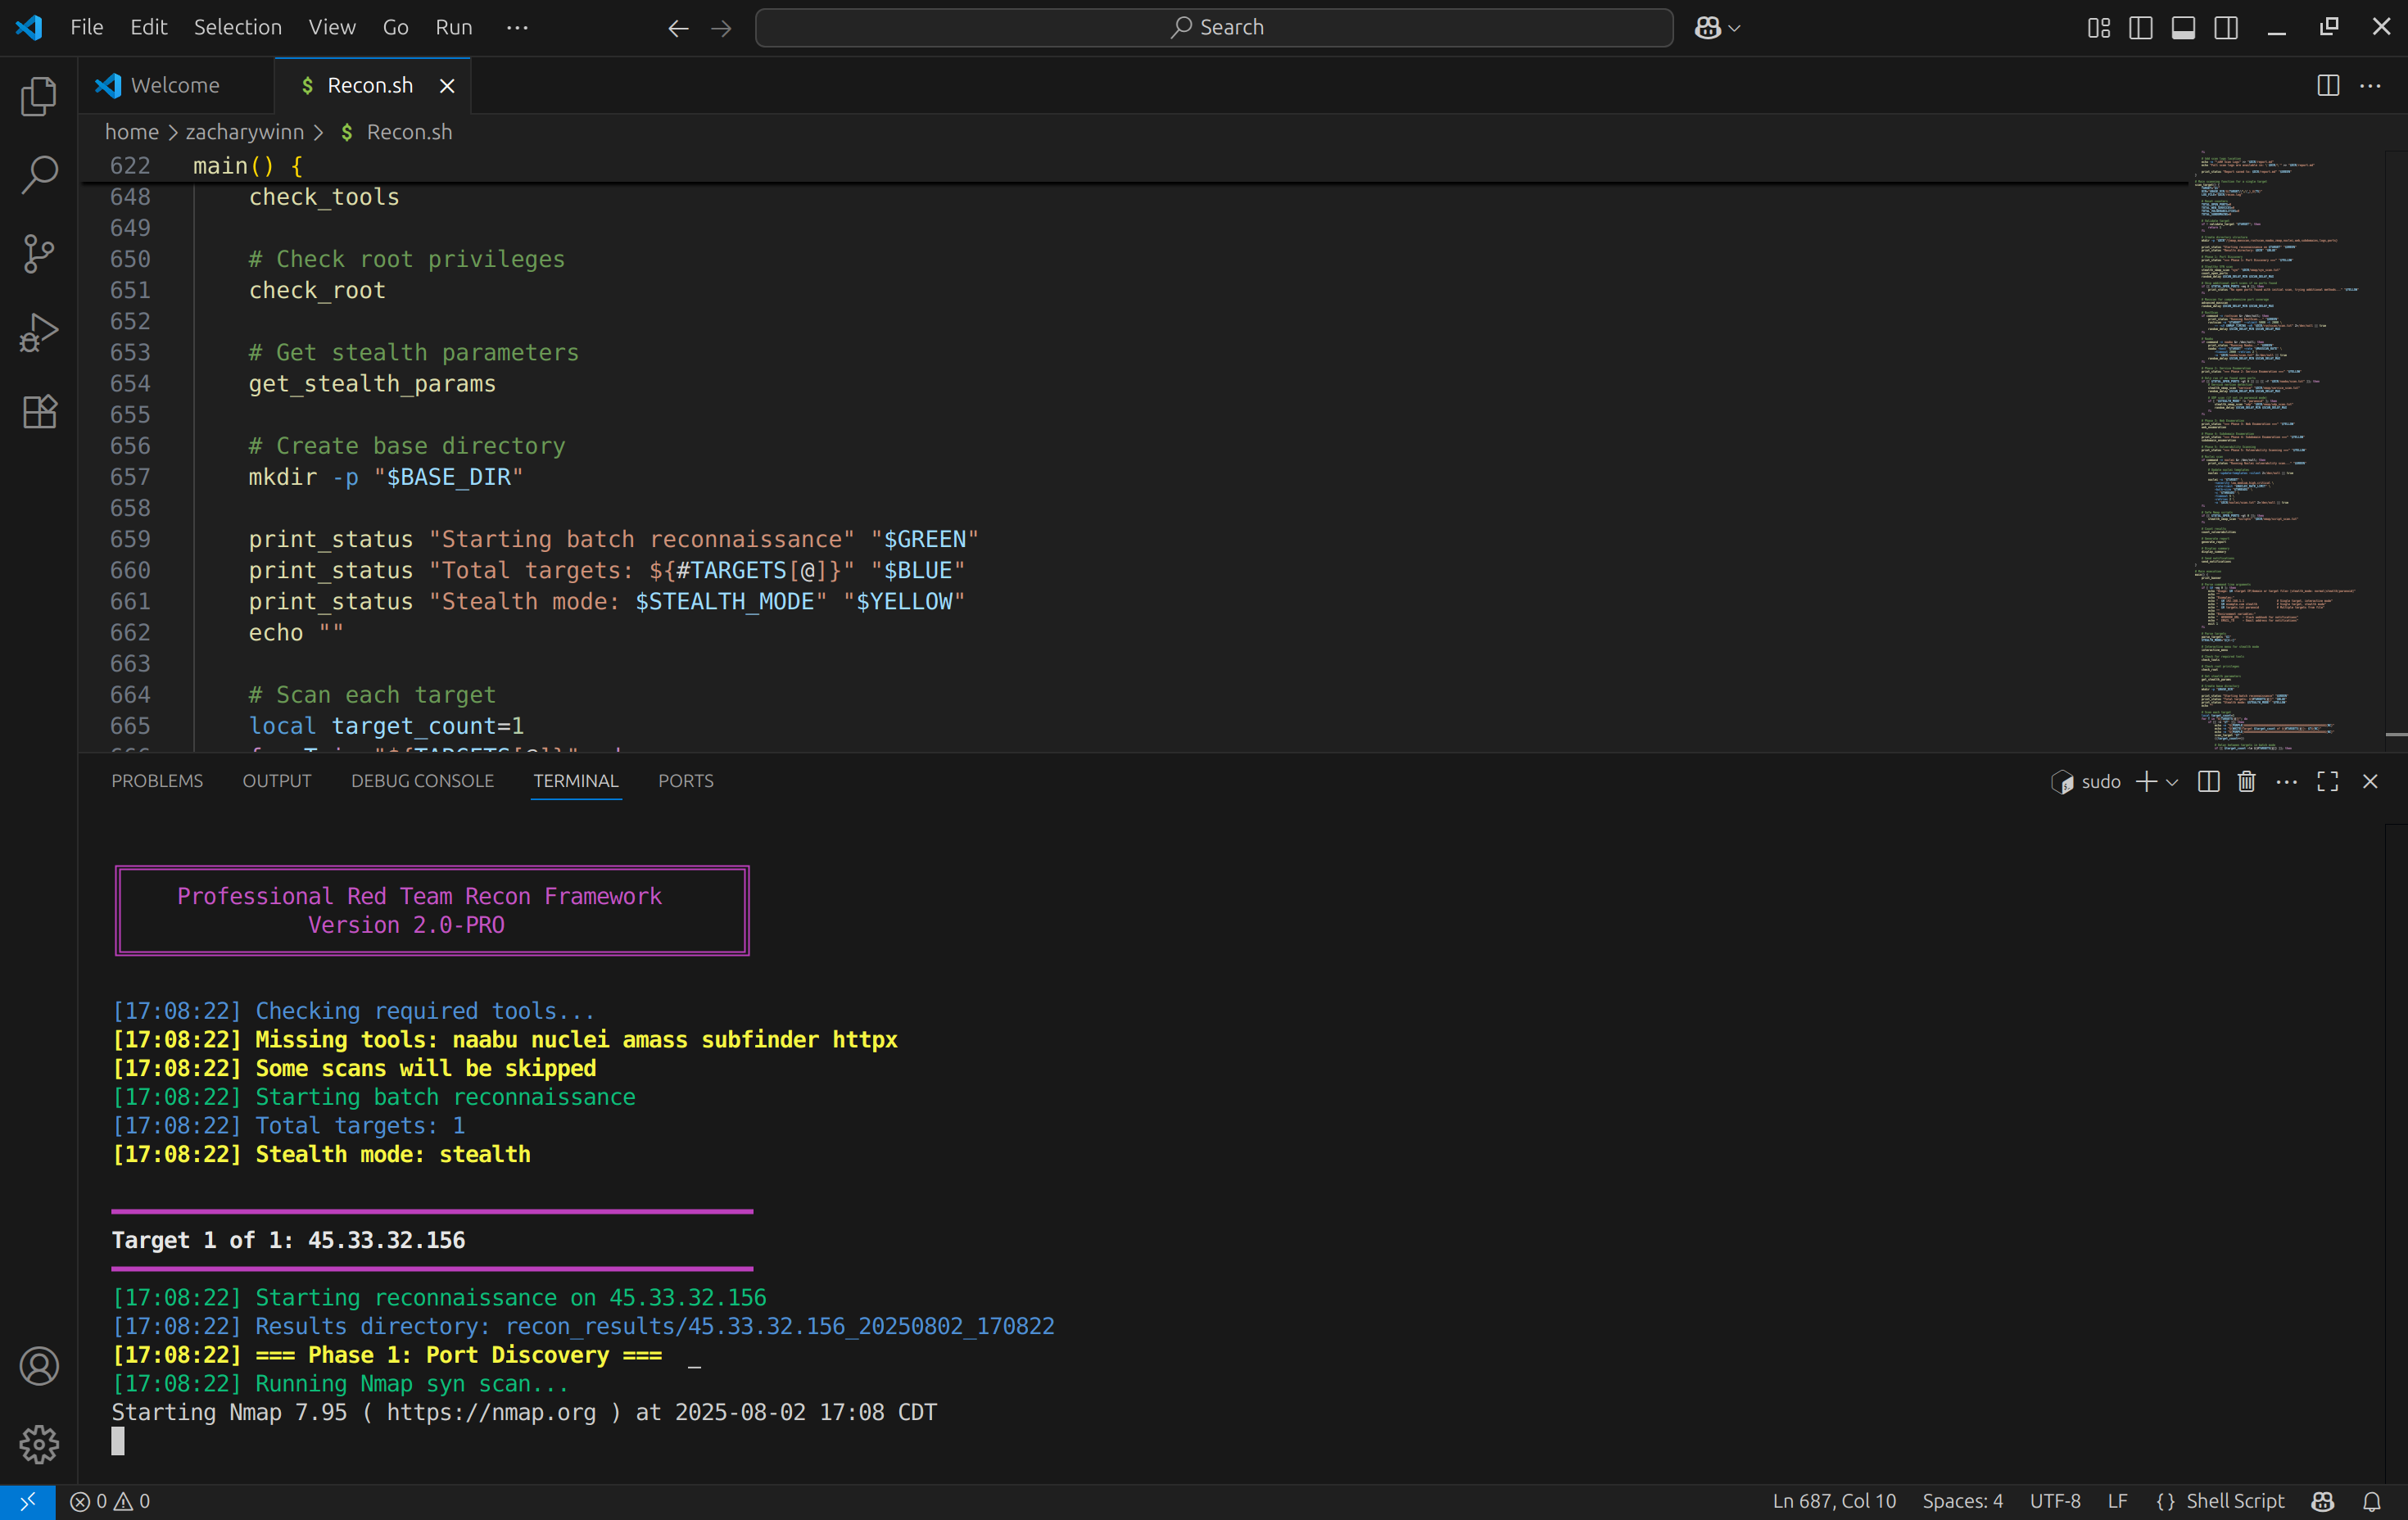 File Edit Selection View Go Run ···
Search
Welcome
$ Recon.sh
home > zacharywinn > $ Recon.sh
622 main() {
648 check_tools
649
650 # Check root privileges
651 check_root
652
653 # Get stealth parameters
654 get_stealth_params
655
656 # Create base directory
657 mkdir -p "$BASE_DIR"
658
659 print_status "Starting batch reconnaissance" "$GREEN"
660 print_status "Total targets: ${#TARGETS[@]}" "$BLUE"
661 print_status "Stealth mode: $STEALTH_MODE" "$YELLOW"
662 echo ""
663
664 # Scan each target
665 local target_count=1
PROBLEMS OUTPUT DEBUG CONSOLE TERMINAL PORTS
sudo
Professional Red Team Recon Framework
Version 2.0-PRO
[17:08:22] Checking required tools...
[17:08:22] Missing tools: naabu nuclei amass subfinder httpx
[17:08:22] Some scans will be skipped
[17:08:22] Starting batch reconnaissance
[17:08:22] Total targets: 1
[17:08:22] Stealth mode: stealth
Target 1 of 1: 45.33.32.156
[17:08:22] Starting reconnaissance on 45.33.32.156
[17:08:22] Results directory: recon_results/45.33.32.156_20250802_170822
[17:08:22] === Phase 1: Port Discovery === _
[17:08:22] Running Nmap syn scan...
Starting Nmap 7.95 ( https://nmap.org ) at 2025-08-02 17:08 CDT
0 0
Ln 687, Col 10 Spaces: 4 UTF-8 LF {} Shell Script